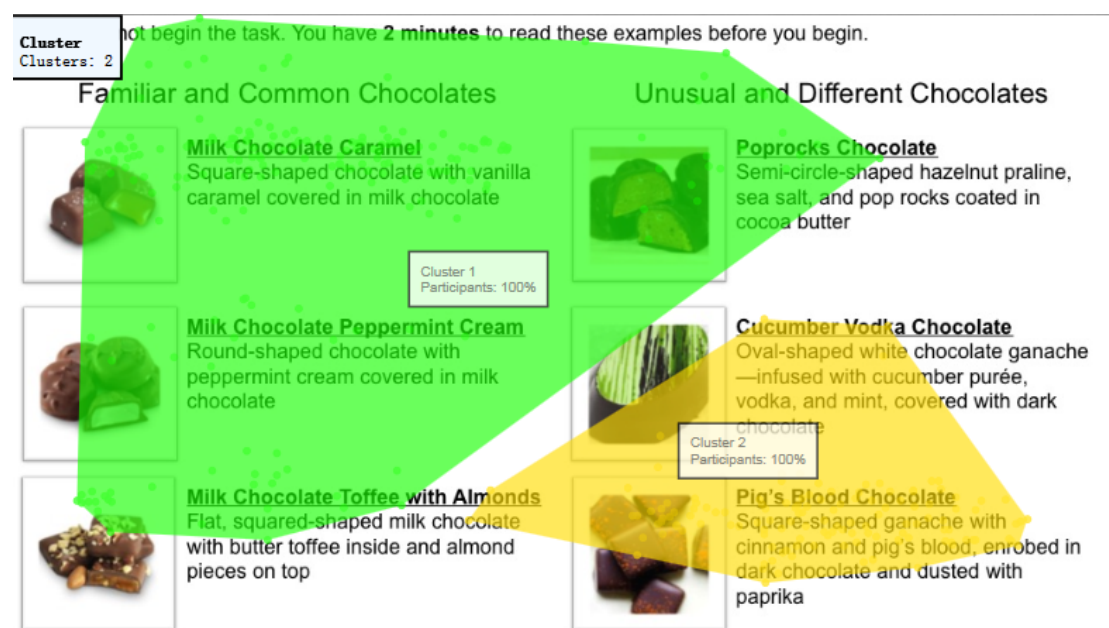 Cluster
Clusters: 2
not begin the task. You have 2 minutes to read these examples before you begin.
Familiar and Common Chocolates
Milk Chocolate Caramel
Square-shaped chocolate with vanilla
caramel covered in milk chocolate
Cluster 1
Participants: 100%
Milk Chocolate Peppermint Cream
Round-shaped chocolate with
peppermint cream covered in milk
chocolate
Milk Chocolate Toffee with Almonds
Flat, squared-shaped milk chocolate
with butter toffee inside and almond
pieces on top
Unusual and Different Chocolates
Poprocks Chocolate
Semi-circle-shaped hazelnut praline,
sea salt, and pop rocks coated in
cocoa butter
Cucumber Vodka Chocolate
Oval-shaped white chocolate ganache
—infused with cucumber purée,
vodka, and mint, covered with dark
chocolate
Cluster 2
Participants: 100%
Pig's Blood Chocolate
Square-shaped ganache with
cinnamon and pig's blood, enrobed in
dark chocolate and dusted with
paprika